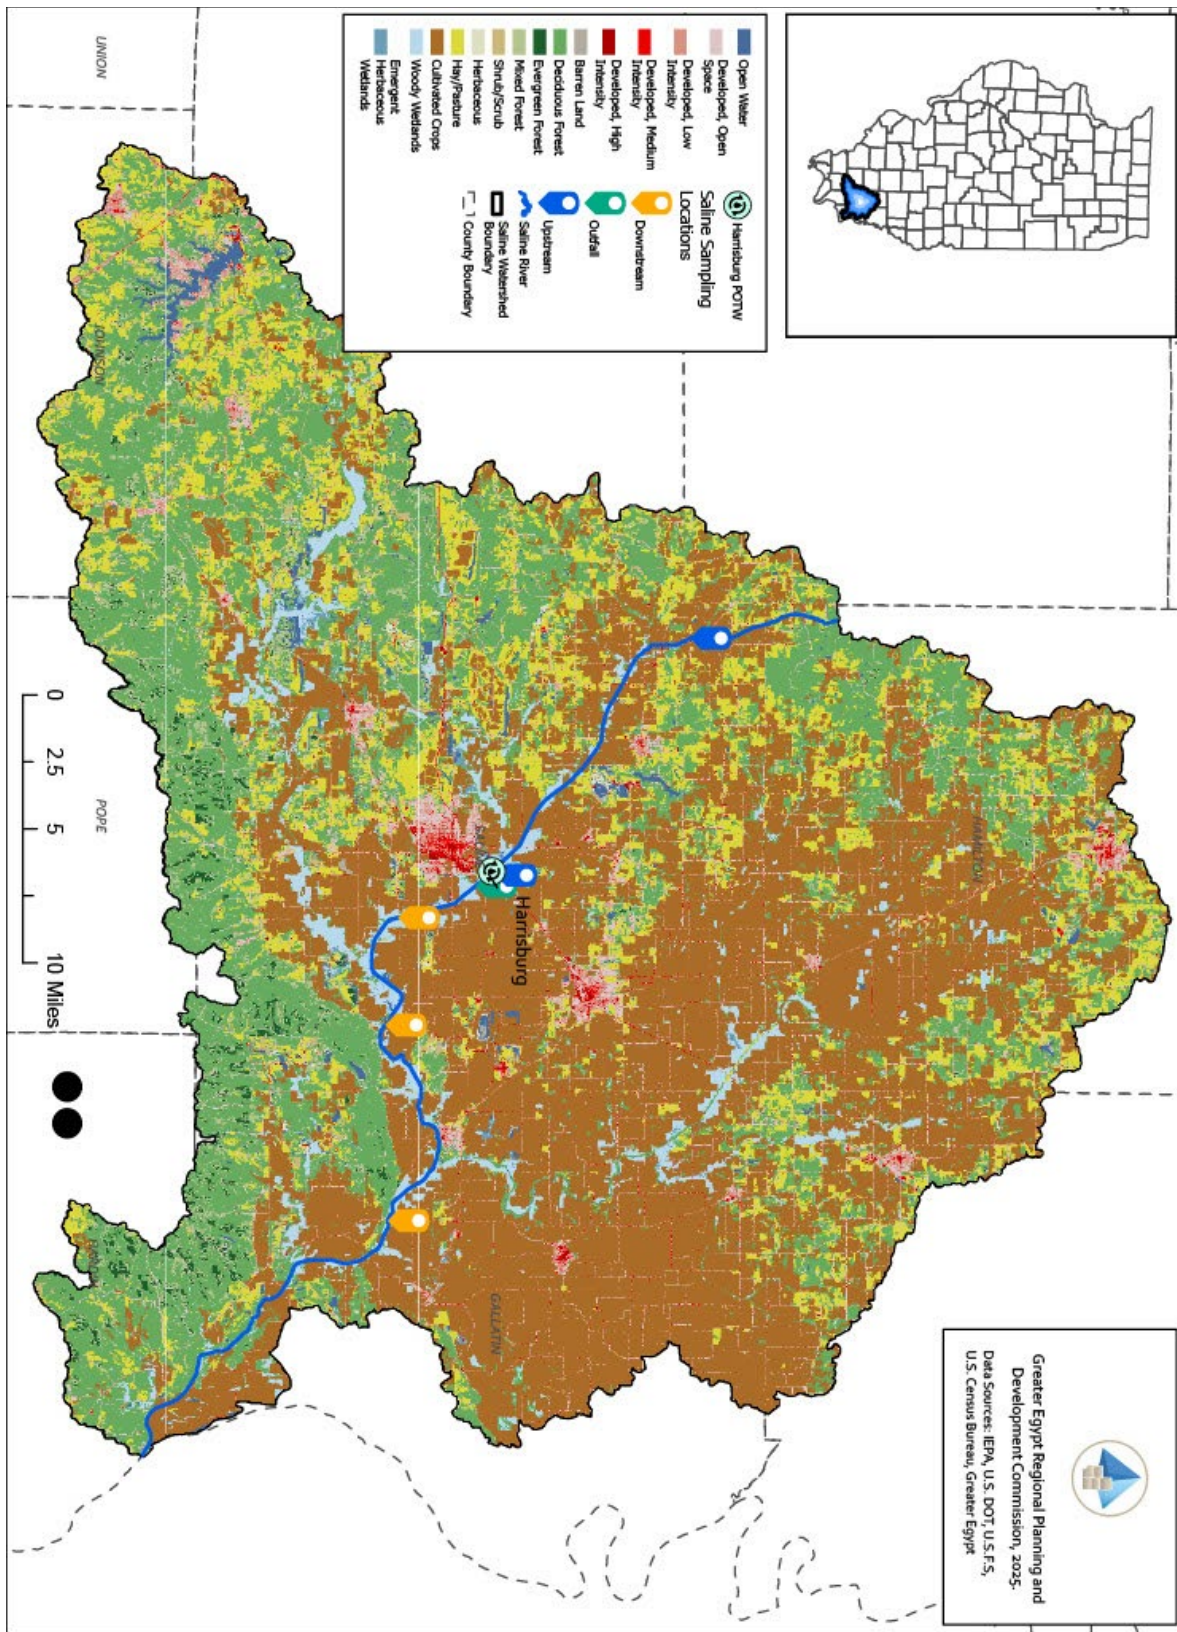 Harrisburg POTW
Saline Sampling
Locations
Downstream
Outfall
Upstream
Saline River
Saline Watershed
Boundary
County Boundary
Open Water
Developed, Open
Space
Developed, Low
Intensity
Developed, Medium
Intensity
Developed, High
Intensity
Barren Land
Deciduous Forest
Evergreen Forest
Mixed Forest
Shrub/Scrub
Herbaceous
Hay/Pasture
Cultivated Crops
Woody Wetlands
Emergent
Herbaceous
Wetlands
Greater Egypt Regional Planning and
Development Commission, 2025.
Data Sources: IEPA, U.S. DOT, U.S.F.S,
U.S. Census Bureau, Greater Egypt
HAMILTON
Harrisburg
GALLATIN
UNION
JOHNSON
POPE
0 2.5 5 10 Miles